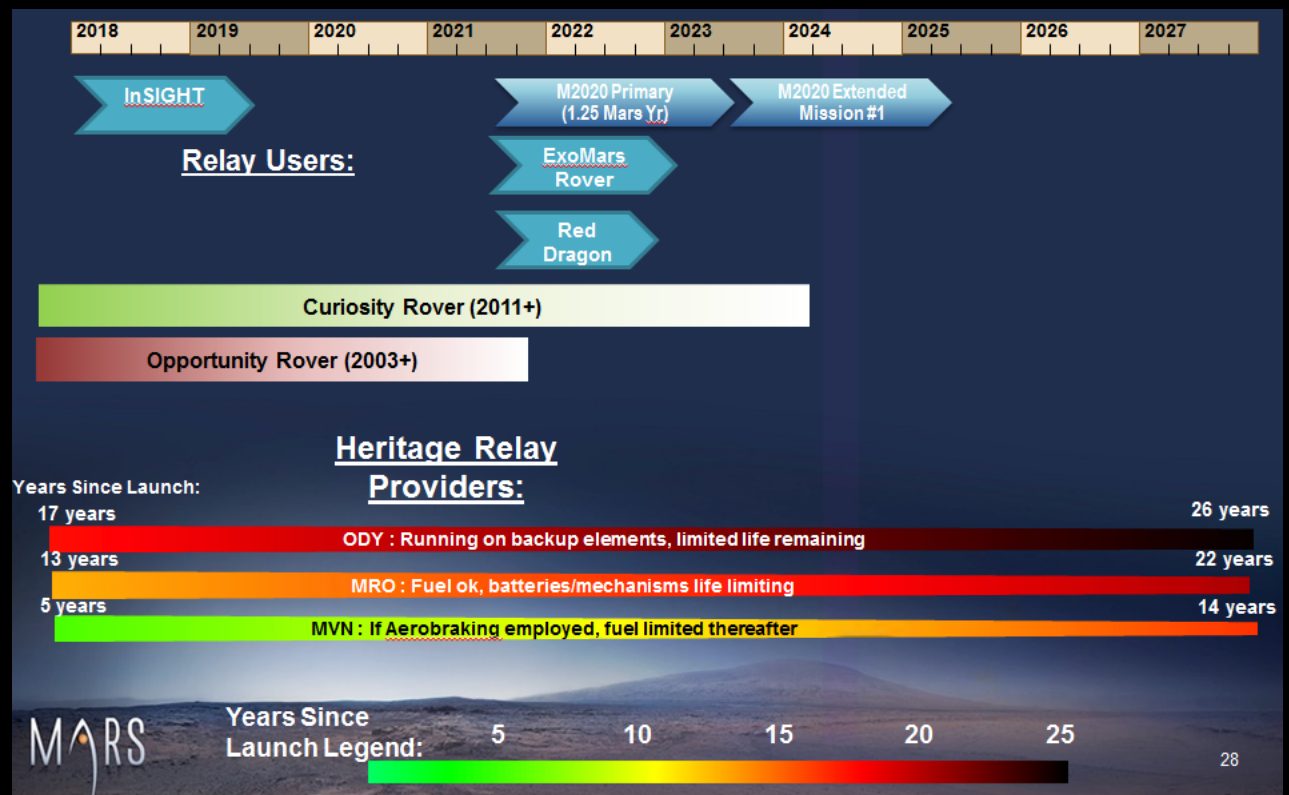 2018 2019 2020 2021 2022 2023 2024 2025 2026 2027
InSIGHT
M2020 Primary
(1.25 Mars Yr)
M2020 Extended
Mission #1
Relay Users:
ExoMars
Rover
Red
Dragon
Curiosity Rover (2011+)
Opportunity Rover (2003+)
Heritage Relay
Providers:
Years Since Launch:
17 years
26 years
ODY : Running on backup elements, limited life remaining
13 years
22 years
MRO : Fuel ok, batteries/mechanisms life limiting
5 years
14 years
MVN : If Aerobraking employed, fuel limited thereafter
MARS
Years Since
Launch Legend:
5 10 15 20 25
28